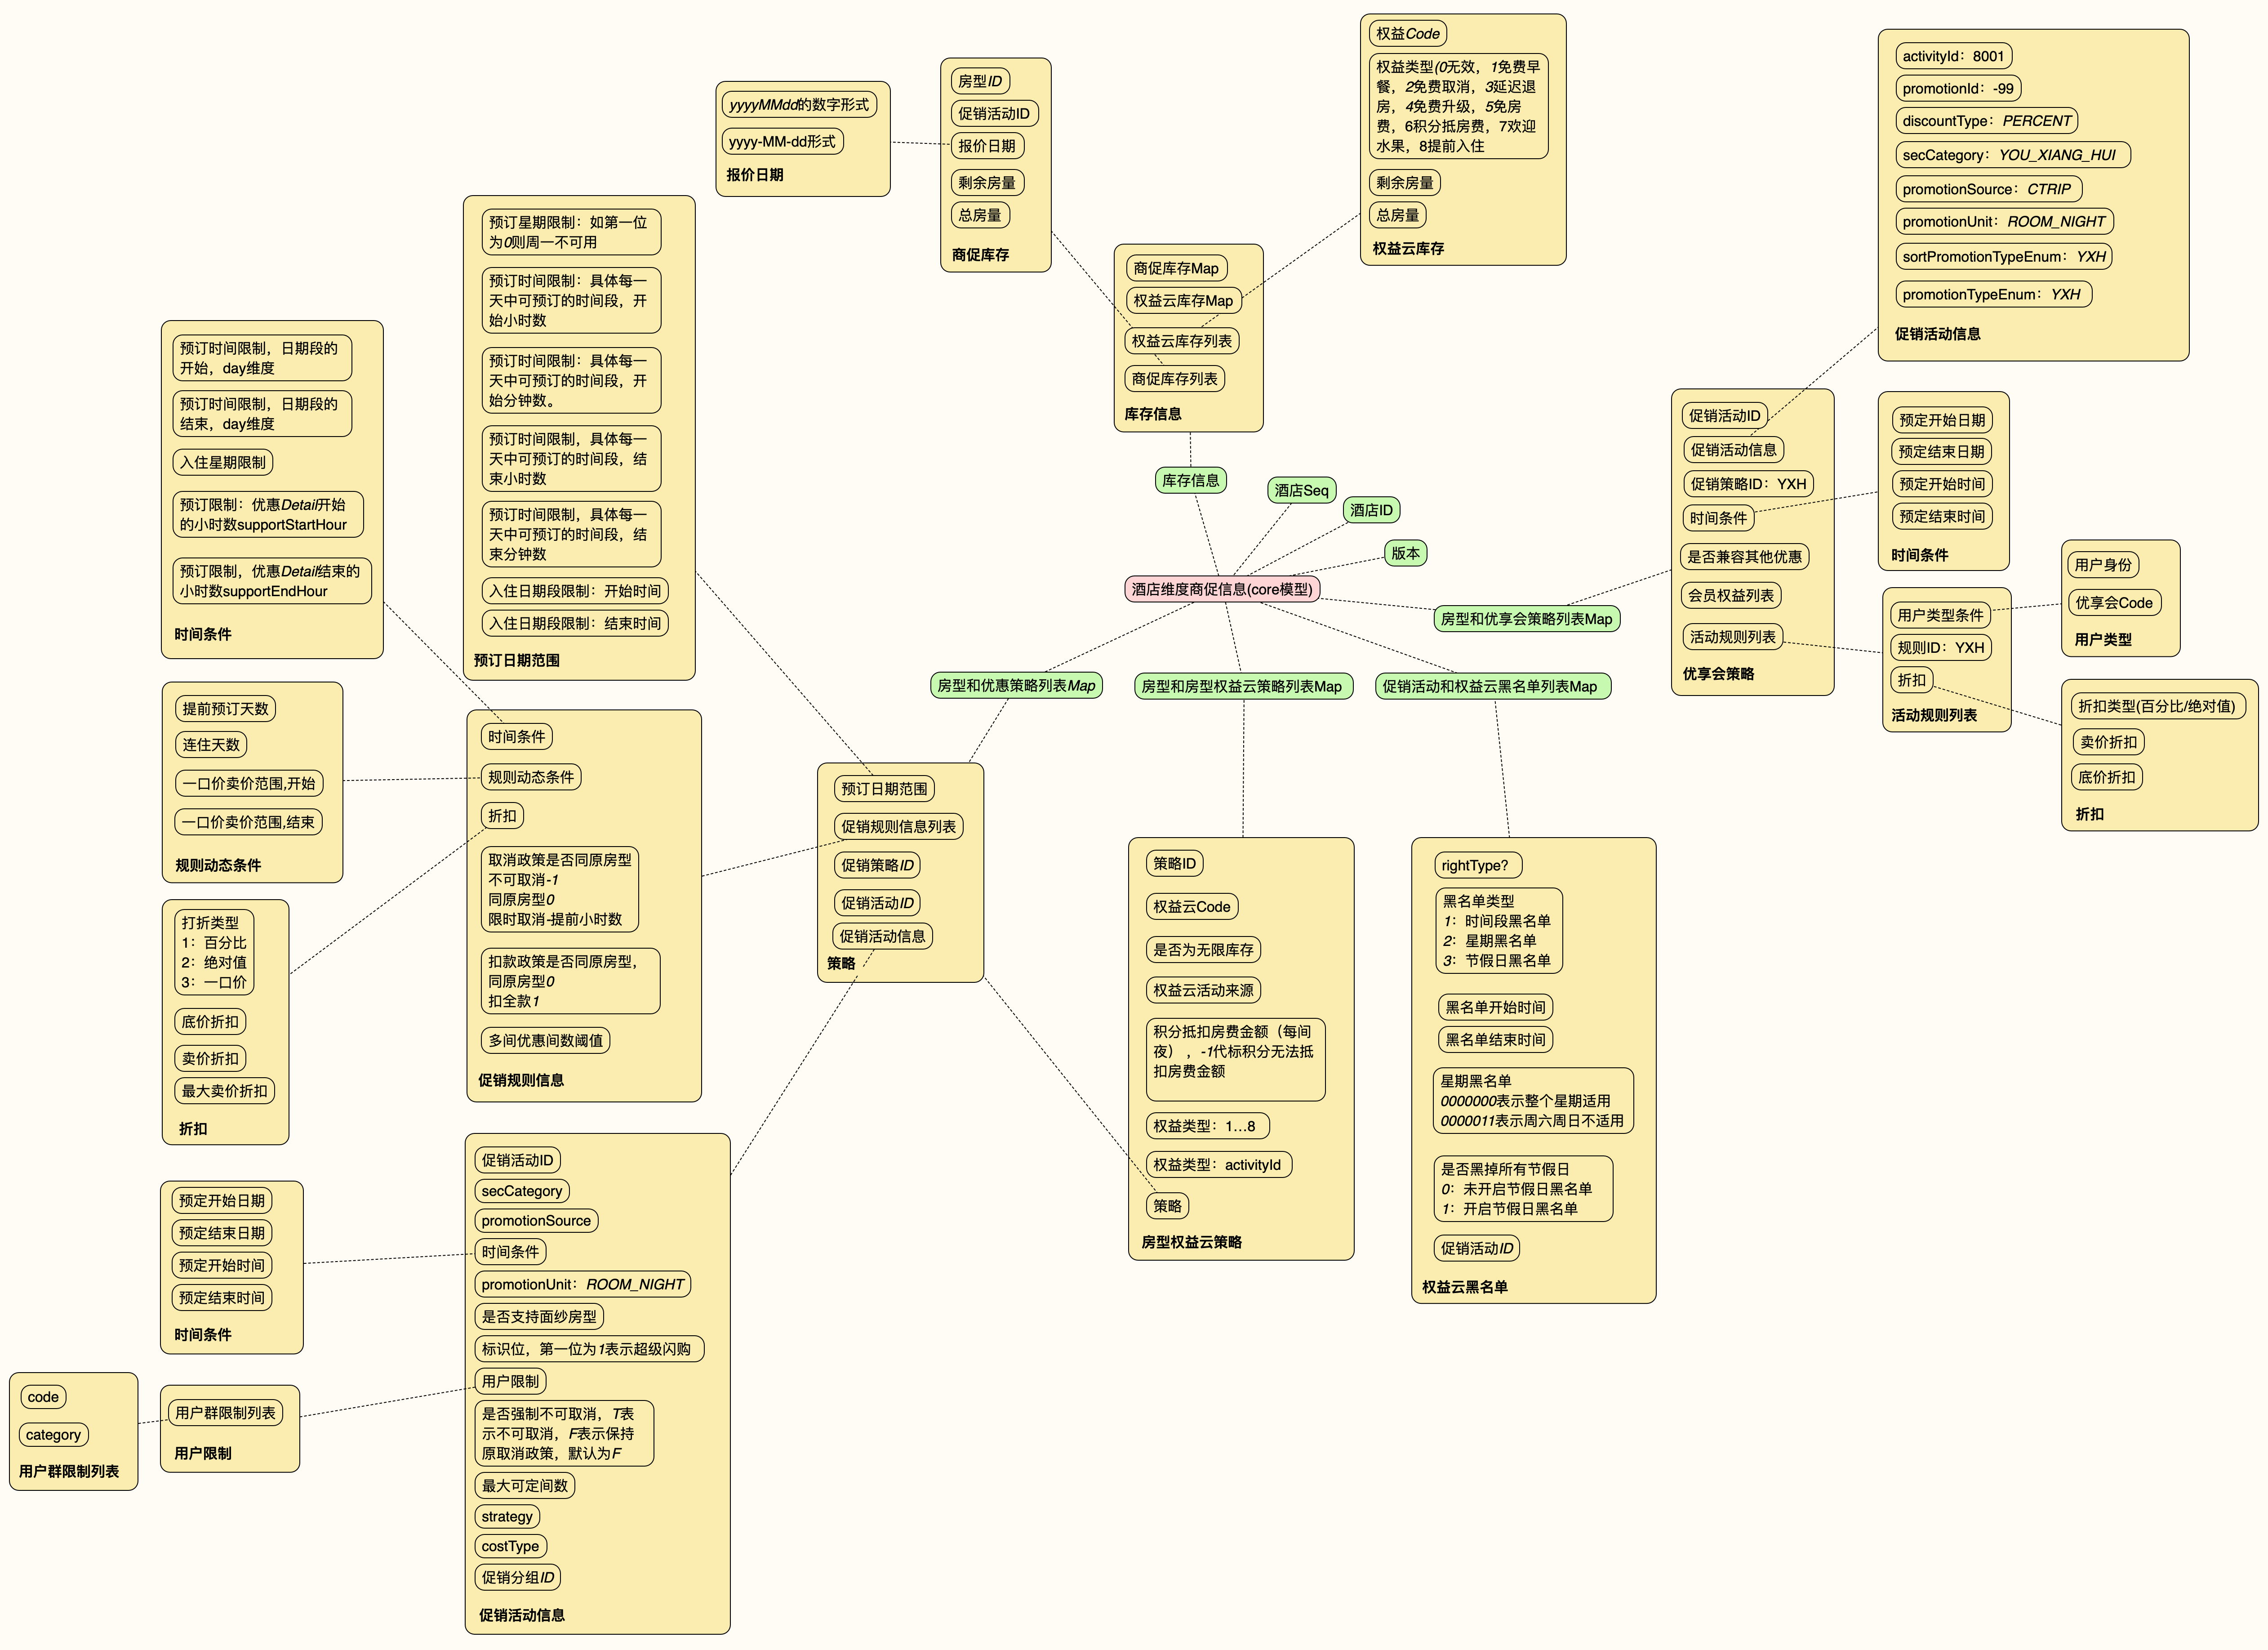 yyyyMMdd的数字形式
yyyy-MM-dd形式
报价日期
房型ID
促销活动ID
报价日期
剩余房量
总房量
商促库存
权益Code
权益类型(0无效，1免费早
餐，2免费取消，3延迟退
房，4免费升级，5免房
费，6积分抵房费，7欢迎
水果，8提前入住
剩余房量
总房量
权益云库存
商促库存Map
权益云库存Map
权益云库存列表
商促库存列表
库存信息
activityId：8001
promotionId：-99
discountType：PERCENT
secCategory：YOU_XIANG_HUI
promotionSource：CTRIP
promotionUnit：ROOM_NIGHT
sortPromotionTypeEnum：YXH
promotionTypeEnum：YXH
促销活动信息
预订星期限制：如第一位
为0则周一不可用
预订时间限制：具体每一
天中可预订的时间段，开
始小时数
预订时间限制：具体每一
天中可预订的时间段，开
始分钟数。
预订时间限制，具体每一
天中可预订的时间段，结
束小时数
预订时间限制，具体每一
天中可预订的时间段，结
束分钟数
入住日期段限制：开始时间
入住日期段限制：结束时间
预订日期范围
预订时间限制，日期段的
开始，day维度
预订时间限制，日期段的
结束，day维度
入住星期限制
预订限制：优惠Detail开始
的小时数supportStartHour
预订限制，优惠Detail结束的
小时数supportEndHour
时间条件
库存信息
酒店Seq
酒店ID
版本
酒店维度商促信息(core模型)
房型和优享会策略列表Map
房型和优惠策略列表Map
房型和房型权益云策略列表Map
促销活动和权益云黑名单列表Map
促销活动ID
促销活动信息
促销策略ID：YXH
时间条件
是否兼容其他优惠
会员权益列表
活动规则列表
优享会策略
预定开始日期
预定结束日期
预定开始时间
预定结束时间
时间条件
用户类型条件
规则ID：YXH
折扣
活动规则列表
用户身份
优享会Code
用户类型
折扣类型(百分比/绝对值)
卖价折扣
底价折扣
折扣
提前预订天数
连住天数
一口价卖价范围,开始
一口价卖价范围,结束
规则动态条件
时间条件
规则动态条件
折扣
取消政策是否同原房型
不可取消-1
同原房型0
限时取消-提前小时数
扣款政策是否同原房型，
同原房型0
扣全款1
多间优惠间数阈值
促销规则信息
预订日期范围
促销规则信息列表
促销策略ID
促销活动ID
促销活动信息
策略
打折类型
1：百分比
2：绝对值
3：一口价
底价折扣
卖价折扣
最大卖价折扣
折扣
策略ID
权益云Code
是否为无限库存
权益云活动来源
积分抵扣房费金额（每间
夜），-1代标积分无法抵
扣房费金额
权益类型：1…8
权益类型：activityId
策略
房型权益云策略
rightType?
黑名单类型
1：时间段黑名单
2：星期黑名单
3：节假日黑名单
黑名单开始时间
黑名单结束时间
星期黑名单
0000000表示整个星期适用
0000011表示周六周日不适用
是否黑掉所有节假日
0：未开启节假日黑名单
1：开启节假日黑名单
促销活动ID
权益云黑名单
预定开始日期
预定结束日期
预定开始时间
预定结束时间
时间条件
促销活动ID
secCategory
promotionSource
时间条件
promotionUnit：ROOM_NIGHT
是否支持面纱房型
标识位，第一位为1表示超级闪购
用户限制
是否强制不可取消，T表
示不可取消，F表示保持
原取消政策，默认为F
最大可定间数
strategy
costType
促销分组ID
促销活动信息
code
category
用户群限制列表
用户群限制列表
用户限制